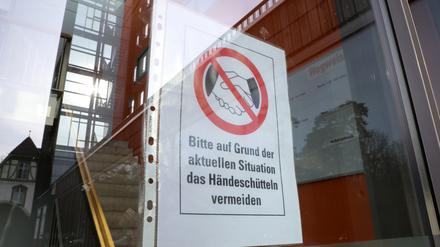 Bitte auf Grund der
aktuellen Situation
das Händeschütteln
vermeiden